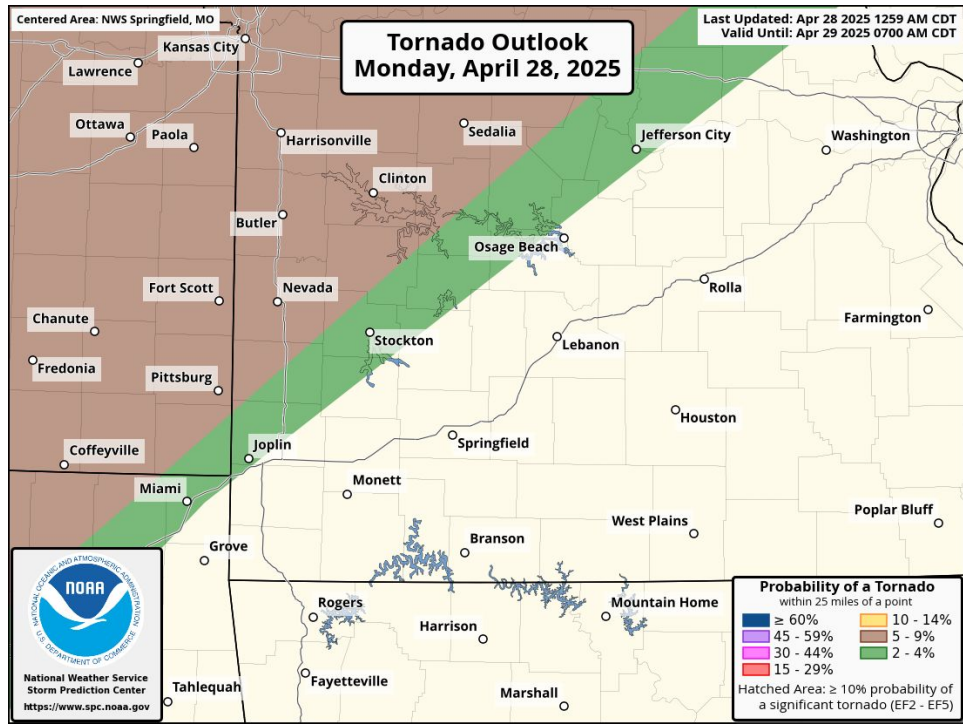 Centered Area: NWS Springfield, MO
Last Updated: Apr 28 2025 1259 AM CDT
Valid Until: Apr 29 2025 0700 AM CDT
Tornado Outlook
Monday, April 28, 2025
Kansas City
Lawrence
Ottawa
Paola
Harrisonville
Sedalia
Jefferson City
Washington
Clinton
Butler
Osage Beach
Fort Scott
Nevada
Rolla
Chanute
Farmington
Stockton
Lebanon
Fredonia
Pittsburg
Houston
Joplin
Springfield
Coffeyville
Monett
Miami
West Plains
Poplar Bluff
Grove
Branson
Rogers
Mountain Home
Harrison
Fayetteville
Tahlequah
Marshall
NATIONAL OCEANIC AND ATMOSPHERIC ADMINISTRATION
NOAA
U.S. DEPARTMENT OF COMMERCE
National Weather Service
Storm Prediction Center
https://www.spc.noaa.gov
Probability of a Tornado
within 25 miles of a point
≥ 60%
10 - 14%
45 - 59%
5 - 9%
30 - 44%
2 - 4%
15 - 29%
Hatched Area: ≥ 10% probability of
a significant tornado (EF2 - EF5)